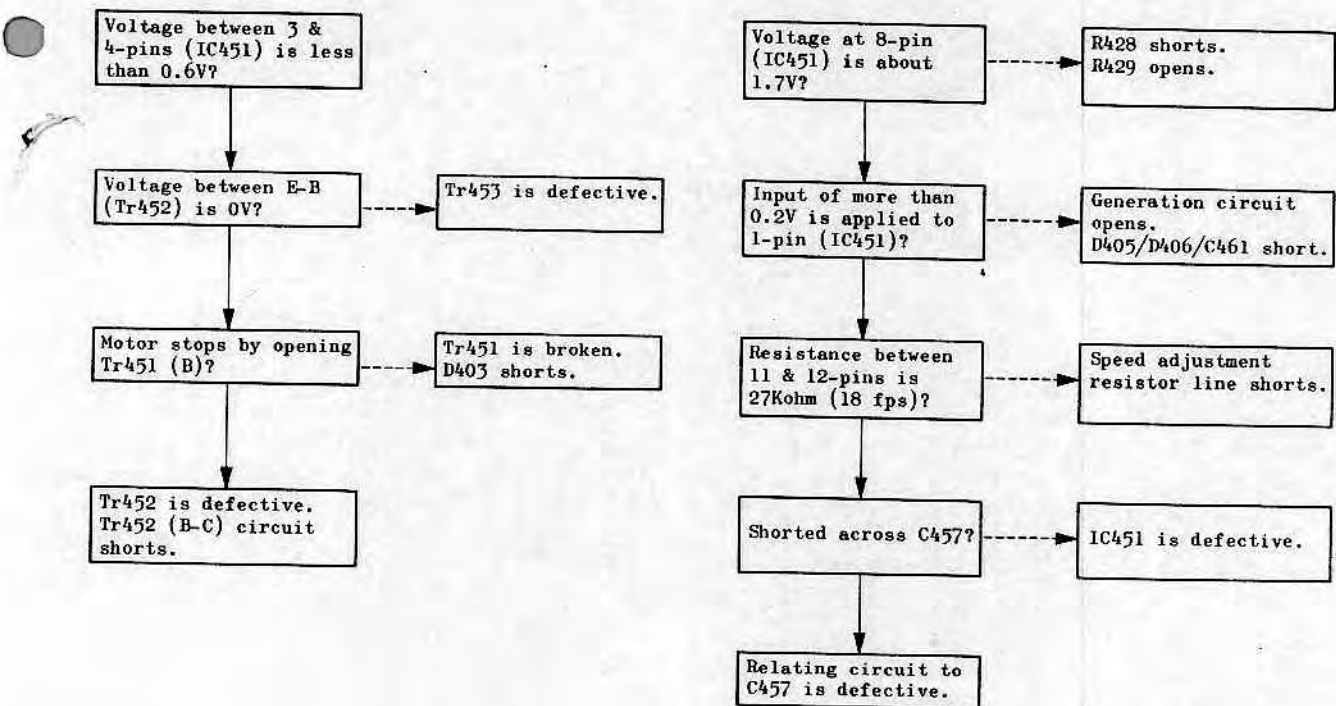 Voltage between 3 &
4-pins (IC451) is less
than 0.6V?
Voltage between E-B
(Tr452) is 0V?
Tr453 is defective.
Motor stops by opening
Tr451 (B)?
Tr451 is broken.
D403 shorts.
Tr452 is defective.
Tr452 (B-C) circuit
shorts.
Voltage at 8-pin
(IC451) is about
1.7V?
R428 shorts.
R429 opens.
Input of more than
0.2V is applied to
1-pin (IC451)?
Generation circuit
opens.
D405/D406/C461 short.
Resistance between
11 & 12-pins is
27Kohm (18 fps)?
Speed adjustment
resistor line shorts.
Shorted across C457?
IC451 is defective.
Relating circuit to
C457 is defective.